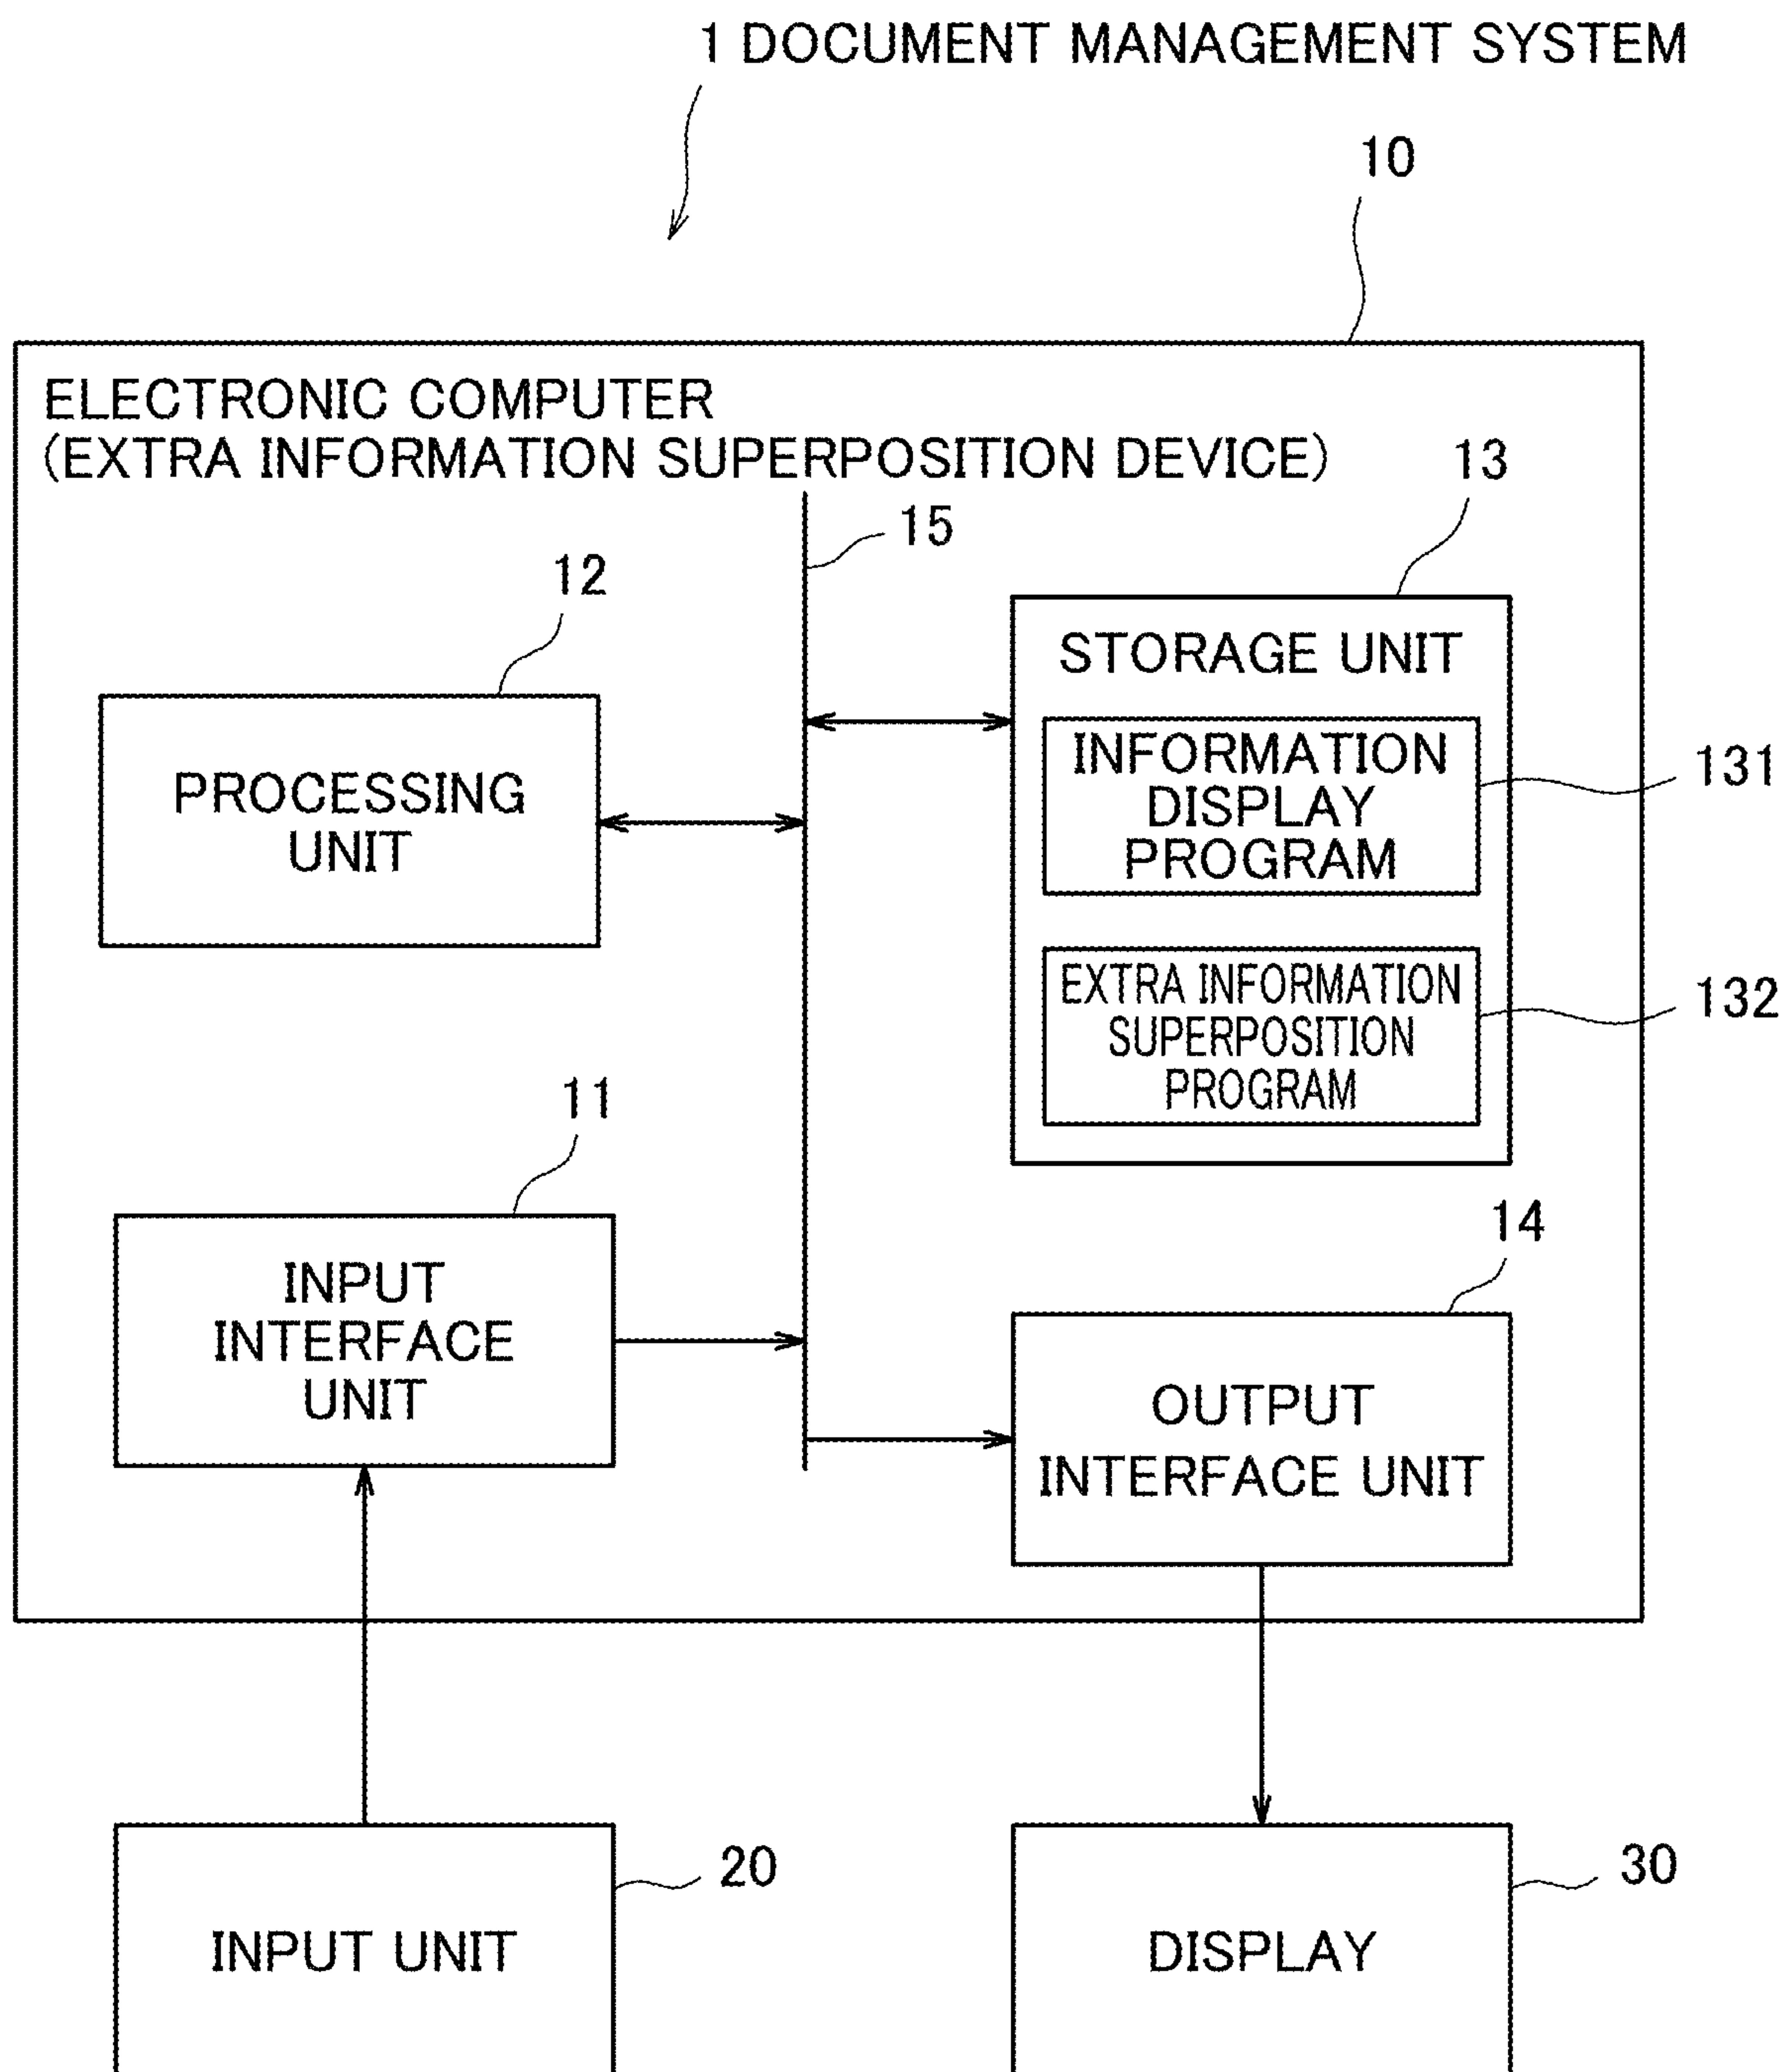 1 DOCUMENT MANAGEMENT SYSTEM
10
ELECTRONIC COMPUTER
(EXTRA INFORMATION SUPERPOSITION DEVICE)
13
15
12
STORAGE UNIT
INFORMATION
DISPLAY
PROGRAM
131
PROCESSING
UNIT
EXTRA INFORMATION
SUPERPOSITION
PROGRAM
132
11
INPUT
INTERFACE
UNIT
14
OUTPUT
INTERFACE UNIT
20
INPUT UNIT
30
DISPLAY